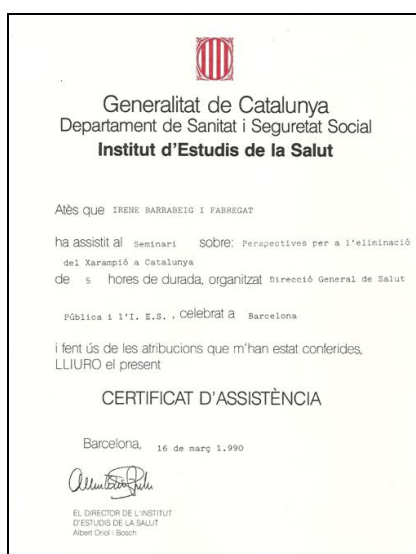 Generalitat de Catalunya
Departament de Sanitat i Seguretat Social
Institut d'Estudis de la Salut
Atès que IRENE BARRABEIG I FABREGAT
ha assistit al Seminari sobre: Perspectives per a l'eliminació
del Xarampió a Catalunya
de 5 hores de durada, organitzat Direcció General de Salut
Pública i l'I. E.S. , celebrat a Barcelona
i fent ús de les atribucions que m'han estat conferides,
LLIURO el present
CERTIFICAT D'ASSISTÈNCIA
Barcelona, 16 de març 1.990
EL DIRECTOR DE L'INSTITUT
D'ESTUDIS DE LA SALUT
Albert Oriol i Bosch